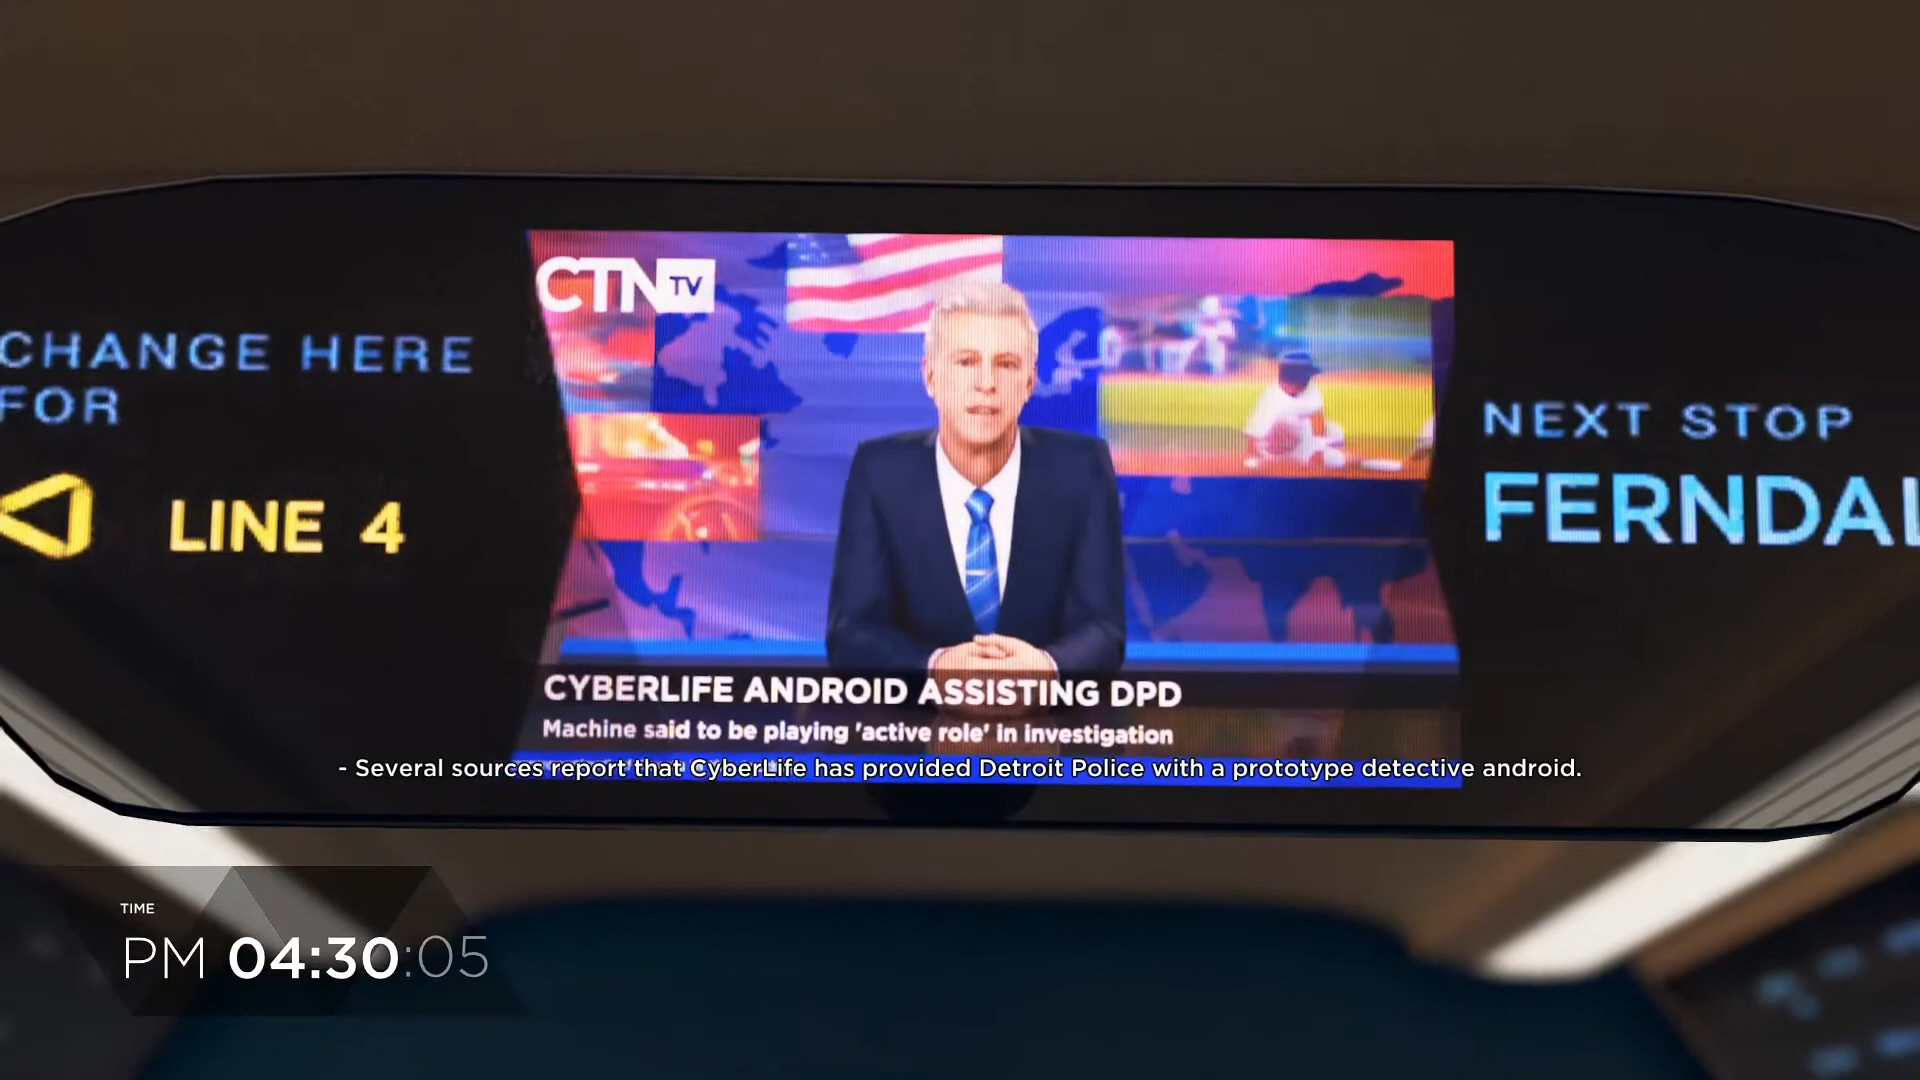 CTN TV
CHANGE HERE
FOR
LINE 4
NEXT STOP
FERNDAL
CYBERLIFE ANDROID ASSISTING DPD
Machine said to be playing 'active role' in investigation
- Several sources report that CyberLife has provided Detroit Police with a prototype detective android.
TIME
PM 04:30:05